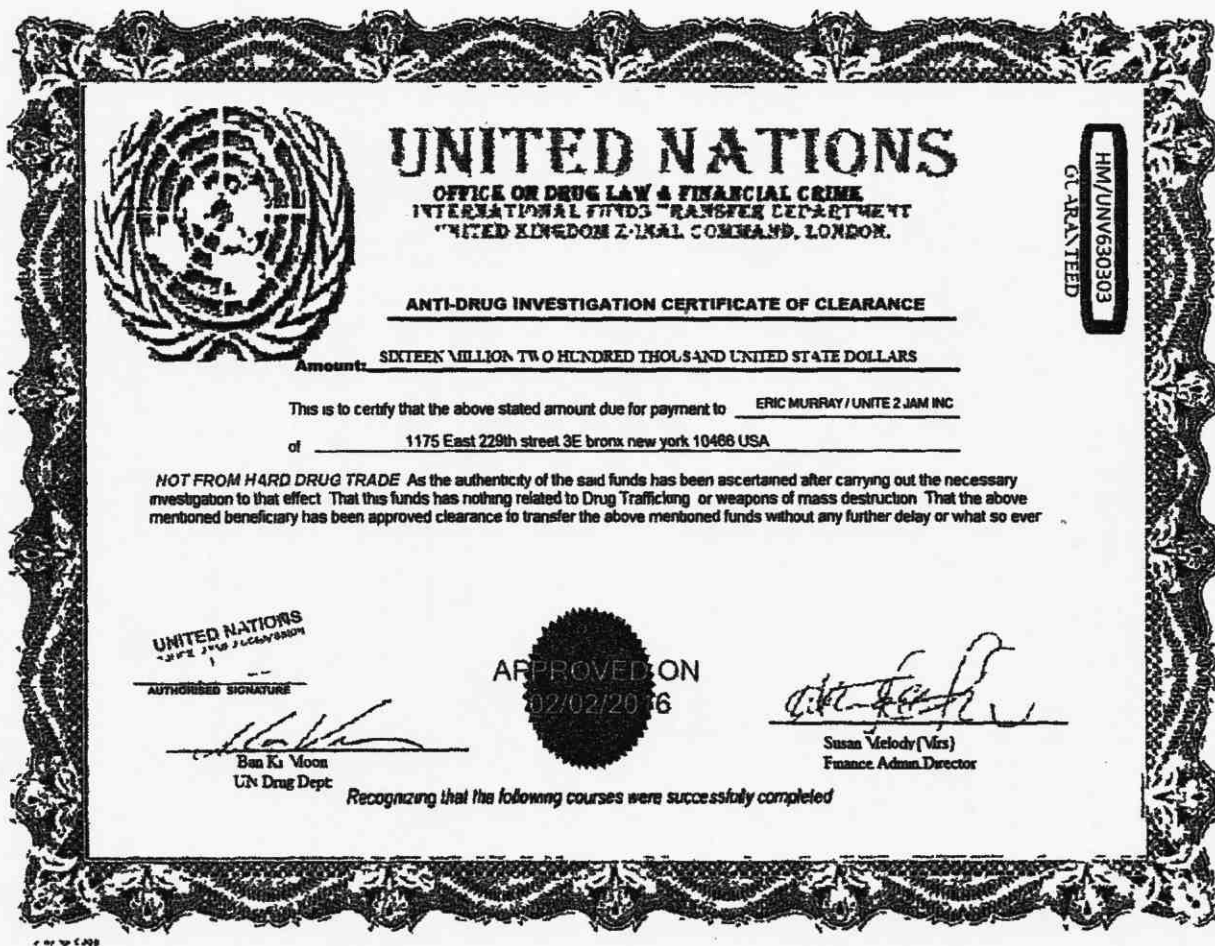 UNITED NATIONS
OFFICE ON DRUG LAW & FINANCIAL CRIME
INTERNATIONAL FUNDS TRANSFER DEPARTMENT
UNITED KINGDOM COMMAND, LONDON.
HM/UNV630303
GUARANTEED
ANTI-DRUG INVESTIGATION CERTIFICATE OF CLEARANCE
Amount: SIXTEEN MILLION TWO HUNDRED THOUSAND UNITED STATE DOLLARS
This is to certify that the above stated amount due for payment to ERIC MURRAY / UNITE 2 JAM INC
of 1175 East 229th street 3E bronx new york 10466 USA
NOT FROM HARD DRUG TRADE As the authenticity of the said funds has been ascertained after carrying out the necessary
investigation to that effect That this funds has nothing related to Drug Trafficking or weapons of mass destruction That the above
mentioned beneficiary has been approved clearance to transfer the above mentioned funds without any further delay or what so ever
UNITED NATIONS
AUTHORISED SIGNATURE
Ban Ki Moon
UN Drug Dept
APPROVED ON
02/02/2016
Susan Melody (Mrs)
Finance Admin Director
Recognizing that the following courses were successfully completed